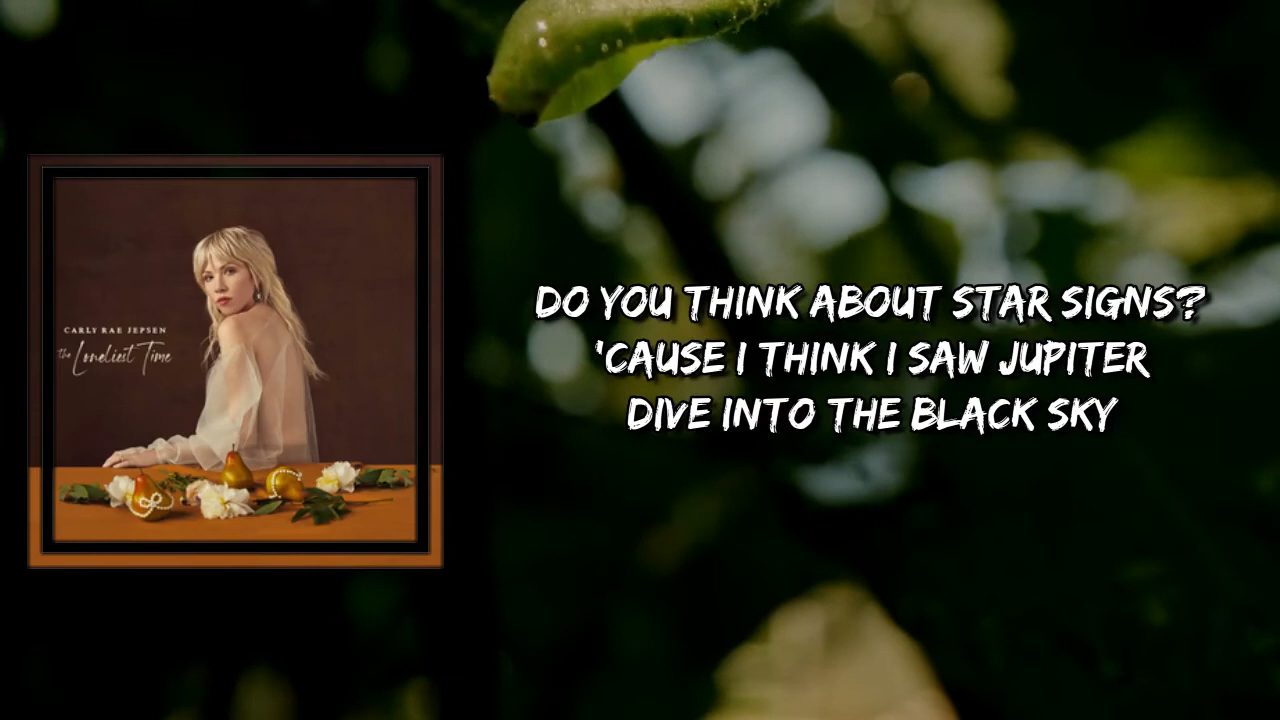 CARLY RAE JEPSEN
the Loneliest Time
DO YOU THINK ABOUT STAR SIGNS?
'CAUSE I THINK I SAW JUPITER
DIVE INTO THE BLACK SKY